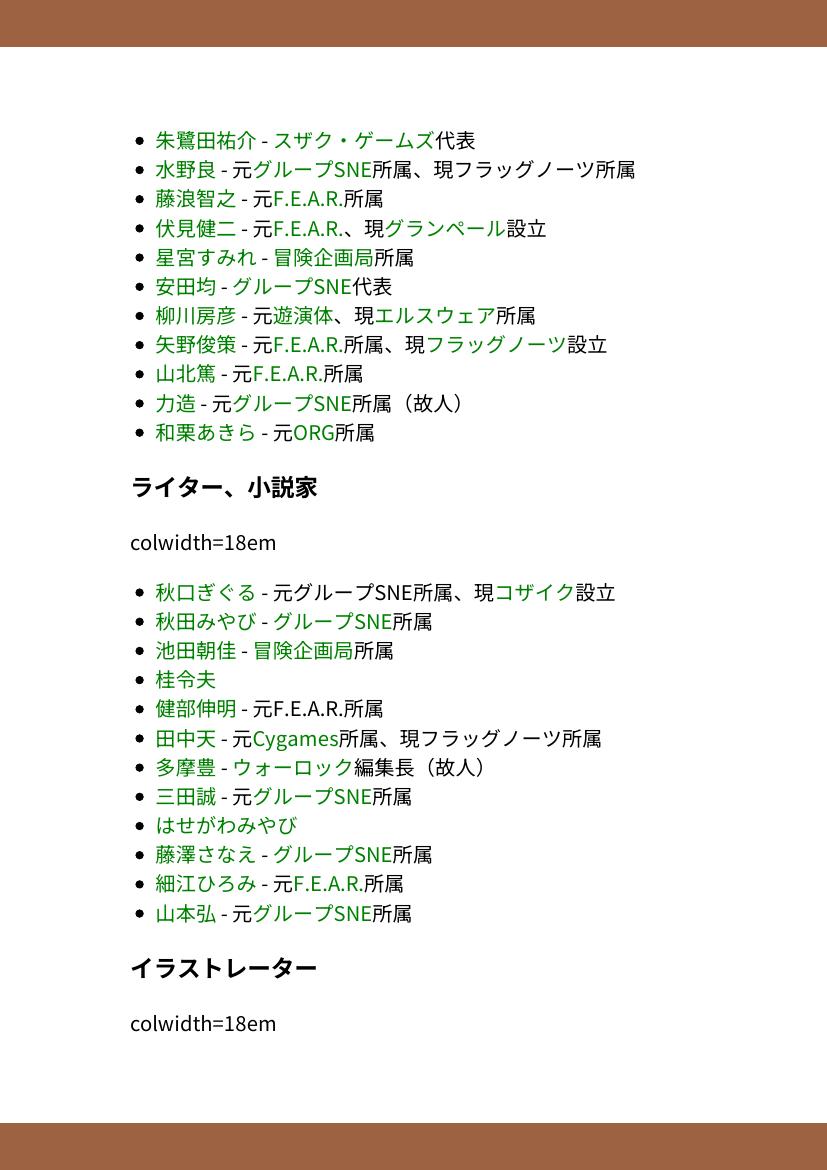 • 朱鷺田祐介 - スザク・ゲームズ代表
• 水野良 - 元グループSNE所属、現フラッグノーツ所属
• 藤浪智之 - 元F.E.A.R.所属
• 伏見健二 - 元F.E.A.R.、現グランペール設立
• 星宮すみれ - 冒険企画局所属
• 安田均 - グループSNE代表
• 柳川房彦 - 元遊演体、現エルスウェア所属
• 矢野俊策 - 元F.E.A.R.所属、現フラッグノーツ設立
• 山北篤 - 元F.E.A.R.所属
• 力造 - 元グループSNE所属（故人）
• 和栗あきら - 元ORG所属
ライター、小説家
colwidth=18em
• 秋口ぎぐる - 元グループSNE所属、現コザイク設立
• 秋田みやび - グループSNE所属
• 池田朝佳 - 冒険企画局所属
• 桂令夫
• 健部伸明 - 元F.E.A.R.所属
• 田中天 - 元Cygames所属、現フラッグノーツ所属
• 多摩豊 - ウォーロック編集長（故人）
• 三田誠 - 元グループSNE所属
• はせがわみやび
• 藤澤さなえ - グループSNE所属
• 細江ひろみ - 元F.E.A.R.所属
• 山本弘 - 元グループSNE所属
イラストレーター
colwidth=18em